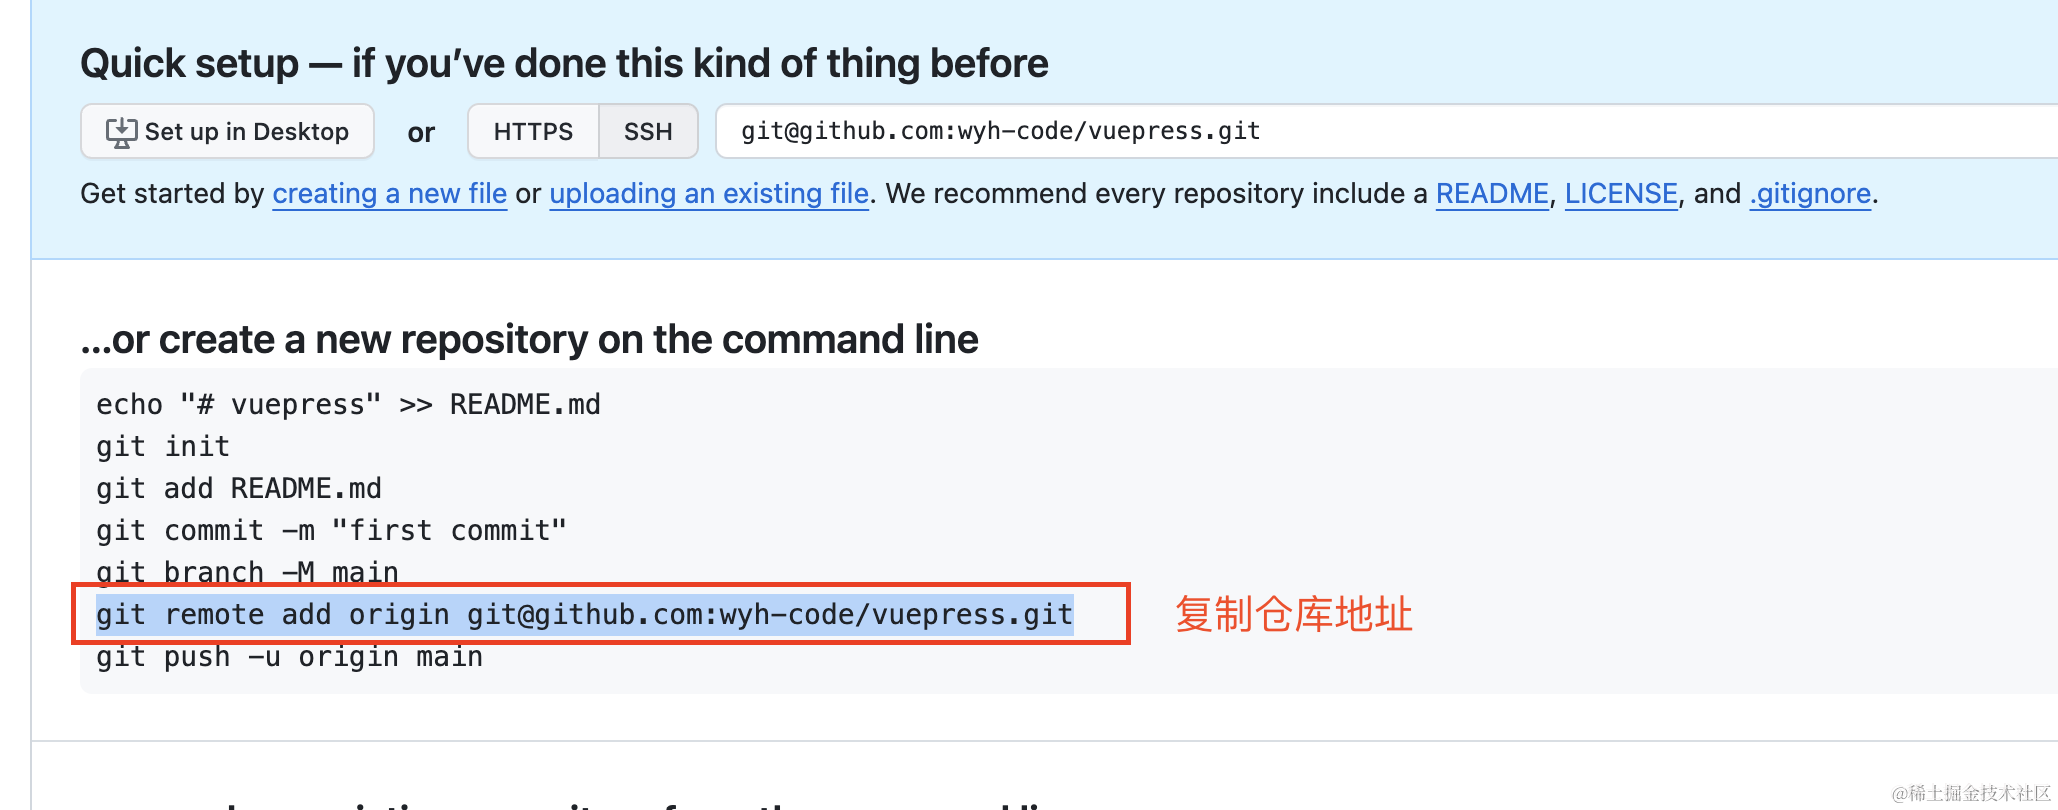 Quick setup — if you’ve done this kind of thing before
Set up in Desktop or HTTPS SSH git@github.com:wyh-code/vuepress.git
Get started by creating a new file or uploading an existing file. We recommend every repository include a README, LICENSE, and .gitignore.
...or create a new repository on the command line
echo "# vuepress" >> README.md
git init
git add README.md
git commit -m "first commit"
git branch -M main
git remote add origin git@github.com:wyh-code/vuepress.git 复制仓库地址
git push -u origin main
@稀土掘金技术社区